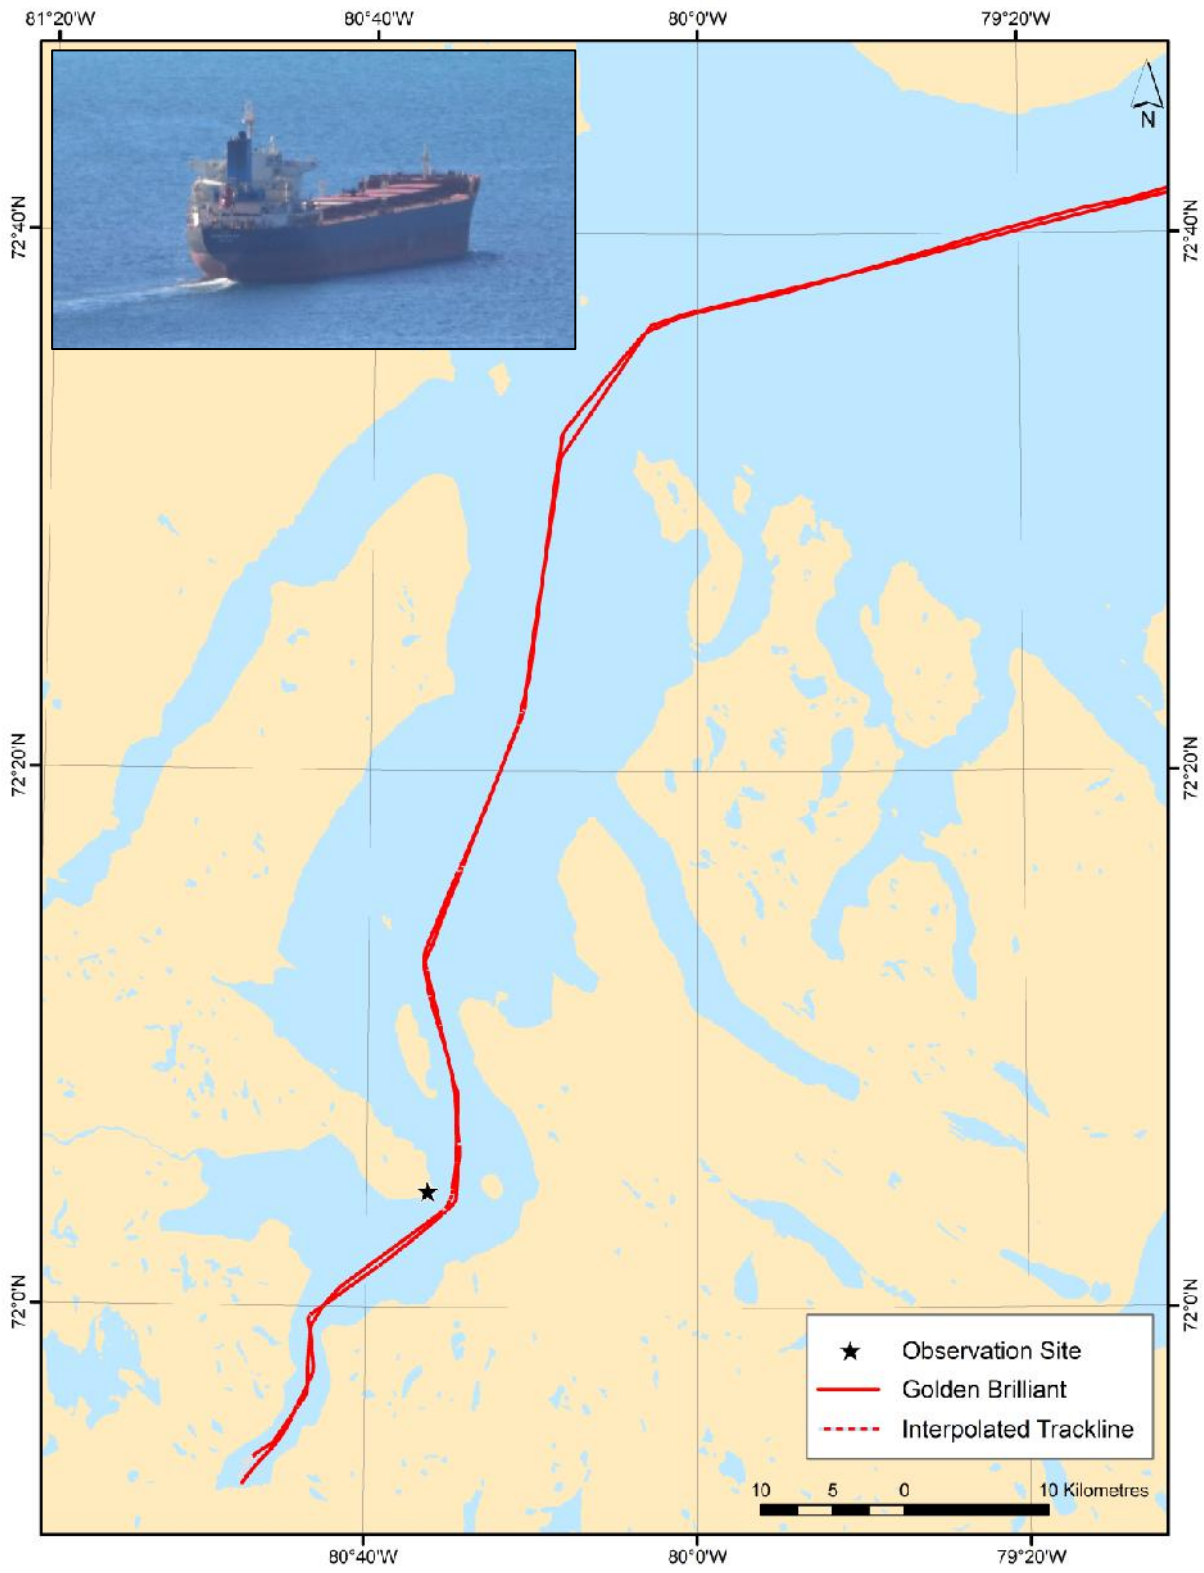 81°20'W 80°40'W 80°0'W 79°20'W
N
72°40'N 72°40'N
72°20'N 72°20'N
72°0'N 72°0'N
Observation Site
Golden Brilliant
Interpolated Trackline
10 5 0 10 Kilometres
80°40'W 80°0'W 79°20'W